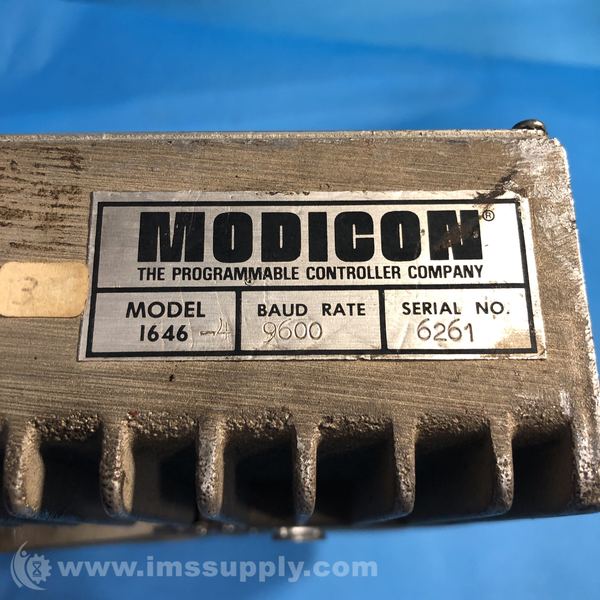 MODICON®
THE PROGRAMMABLE CONTROLLER COMPANY
3
MODEL
1646-4
BAUD RATE
9600
SERIAL NO.
6261
www.imssupply.com